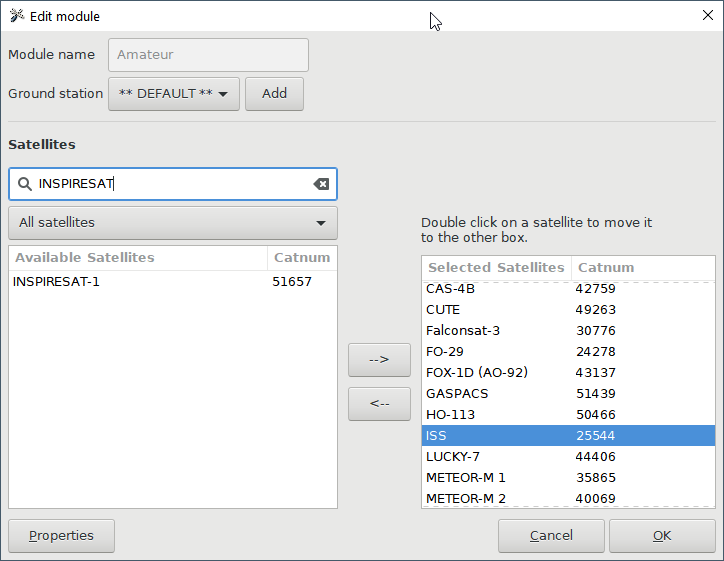 Edit module
Module name Amateur
Ground station ** DEFAULT ** Add
Satellites
INSPIRESAT
All satellites
Available Satellites Catnum
INSPIRESAT-1 51657
-->
<--
Double click on a satellite to move it
to the other box.
Selected Satellites Catnum
CAS-4B 42759
CUTE 49263
Falconsat-3 30776
FO-29 24278
FOX-1D (AO-92) 43137
GASPACS 51439
HO-113 50466
ISS 25544
LUCKY-7 44406
METEOR-M 1 35865
METEOR-M 2 40069
Properties Cancel OK